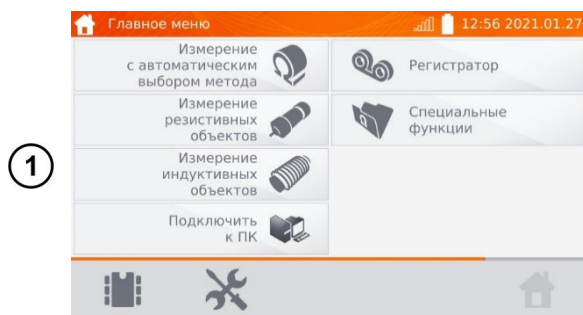 Главное меню
12:56 2021.01.27
Измерение
с автоматическим
выбором метода
Регистратор
Измерение
резистивных
объектов
Специальные
функции
1
Измерение
индуктивных
объектов
Подключить
к ПК